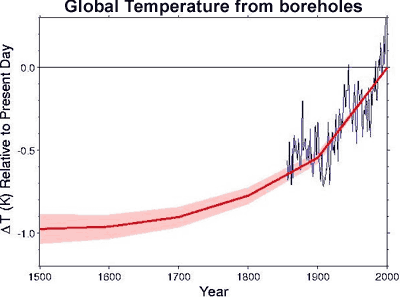 Global Temperature from boreholes
Δ T (K) Relative to Present Day
0.0
-0.5
-1.0
1500 1600 1700 1800 1900 2000
Year